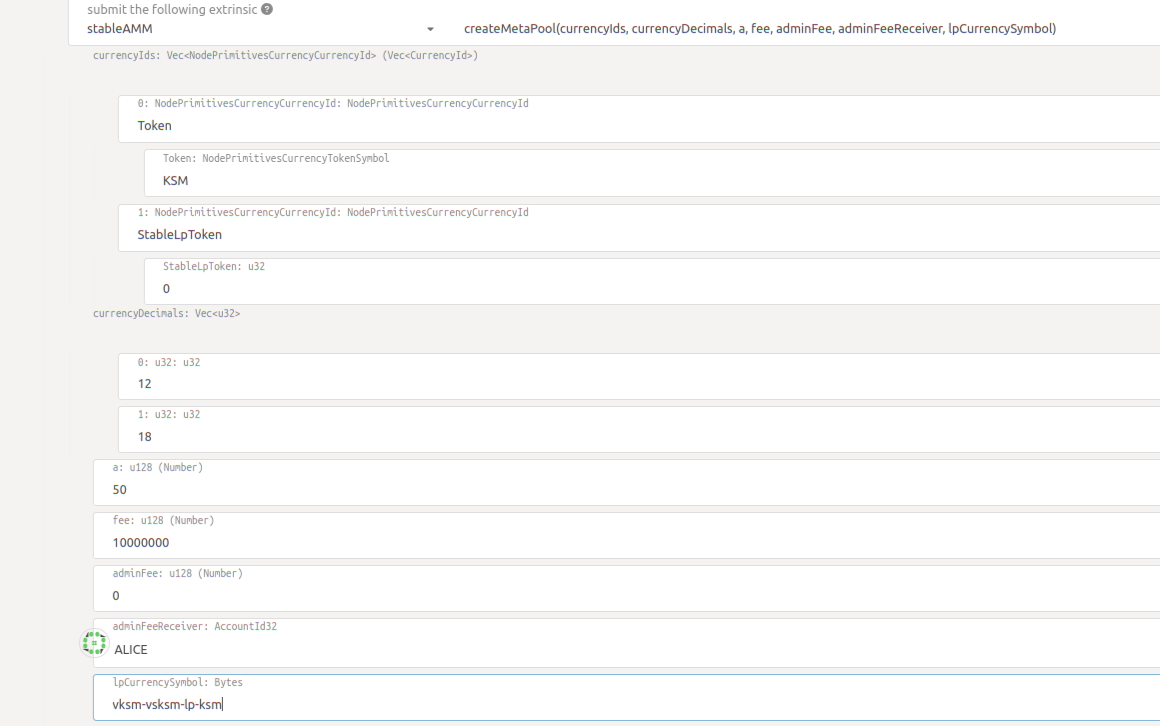 submit the following extrinsic ?
stableAMM createMetaPool(currencyIds, currencyDecimals, a, fee, adminFee, adminFeeReceiver, lpCurrencySymbol)
currencyIds: Vec<NodePrimitivesCurrencyCurrencyId> (Vec<CurrencyId>)
0: NodePrimitivesCurrencyCurrencyId: NodePrimitivesCurrencyCurrencyId
Token
Token: NodePrimitivesCurrencyTokenSymbol
KSM
1: NodePrimitivesCurrencyCurrencyId: NodePrimitivesCurrencyCurrencyId
StableLpToken
StableLpToken: u32
0
currencyDecimals: Vec<u32>
0: u32: u32
12
1: u32: u32
18
a: u128 (Number)
50
fee: u128 (Number)
10000000
adminFee: u128 (Number)
0
adminFeeReceiver: AccountId32
ALICE
lpCurrencySymbol: Bytes
vksm-vsksm-lp-ksm